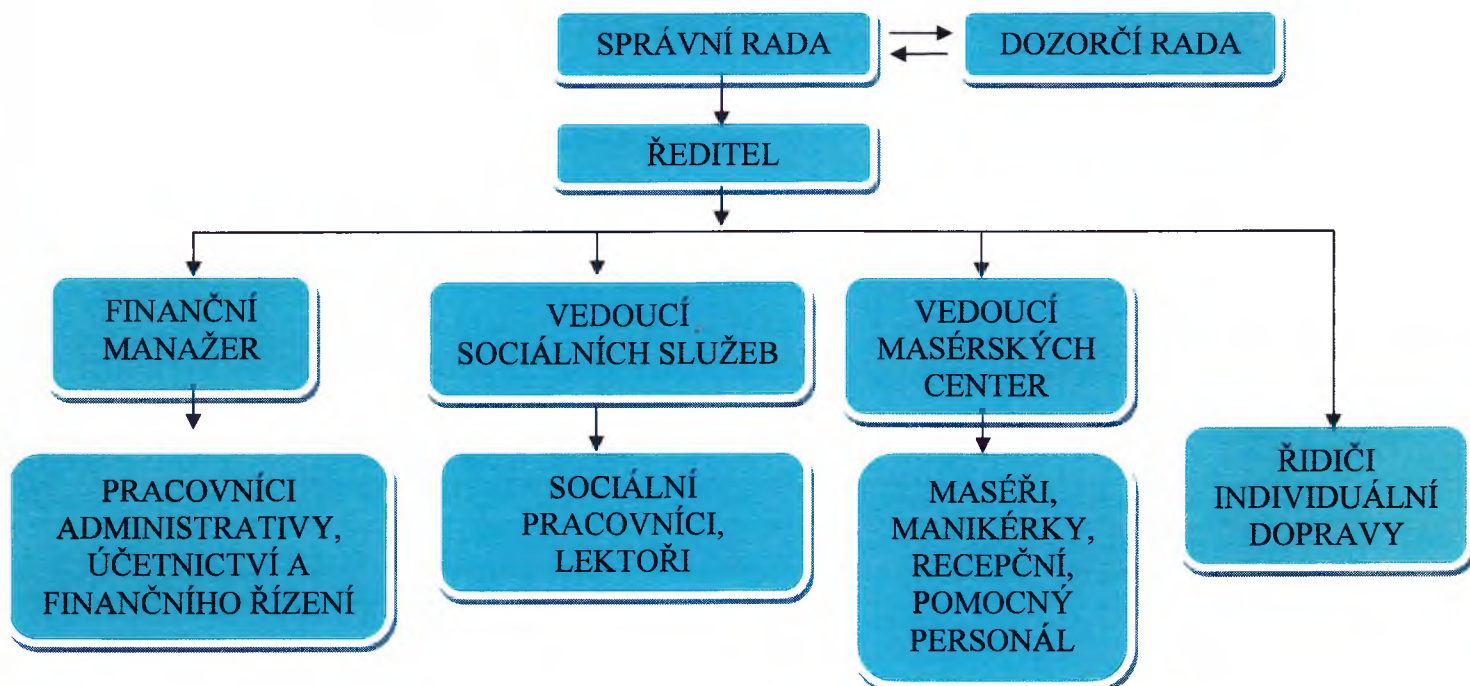 SPRÁVNÍ RADA
DOZORČÍ RADA
ŘEDITEL
FINANČNÍ
MANAŽER
VEDOUCÍ
SOCIÁLNÍCH SLUŽEB
VEDOUCÍ
MASÉRSKÝCH
CENTER
PRACOVNÍCI
ADMINISTRATIVY,
ÚČETNICTVÍ A
FINANČNÍHO ŘÍZENÍ
SOCIÁLNÍ
PRACOVNÍCI,
LEKTOŘI
MASÉŘI,
MANIKÉRKY,
RECEPČNÍ,
POMOCNÝ
PERSONÁL
ŘIDIČI
INDIVIDUÁLNÍ
DOPRAVY